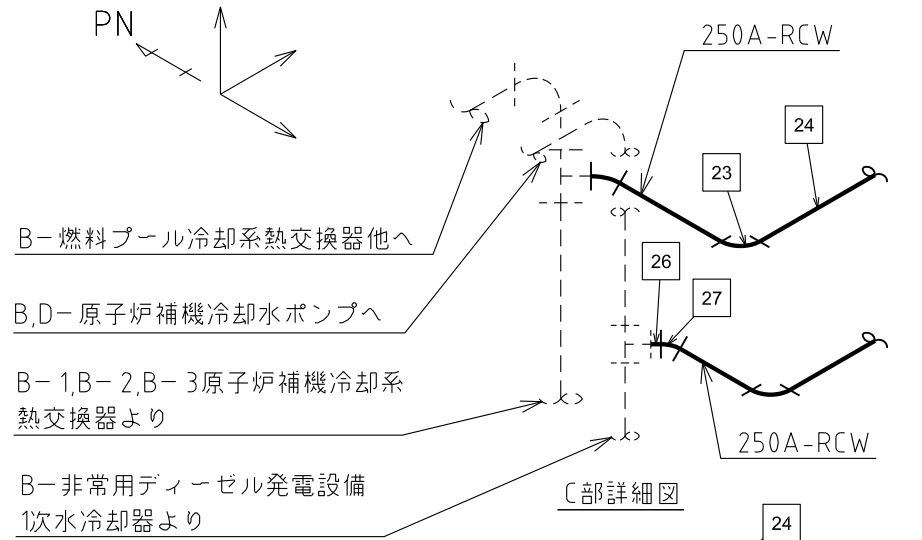 PN
250A-RCW
24
23
B-燃料プール冷却系熱交換器他へ
26
27
B,D-原子炉補機冷却水ポンプへ
B-1,B-2,B-3原子炉補機冷却系
熱交換器より
250A-RCW
B-非常用ディーゼル発電設備
1次水冷却器より
C部詳細図
24